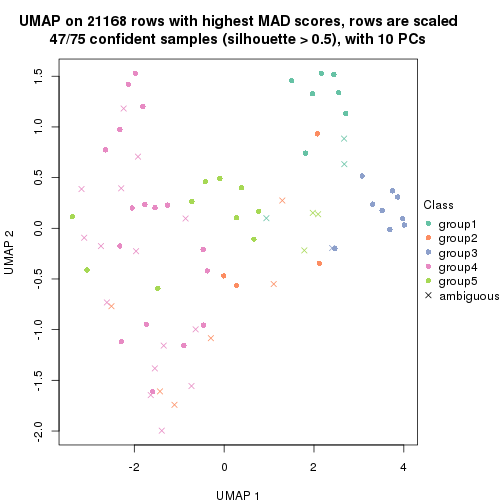 UMAP on 21168 rows with highest MAD scores, rows are scaled
47/75 confident samples (silhouette > 0.5), with 10 PCs
1.5
1.0
0.5
0.0
-0.5
-1.0
-1.5
-2.0
UMAP 2
-2
0
2
4
UMAP 1
Class
group1
group2
group3
group4
group5
ambiguous